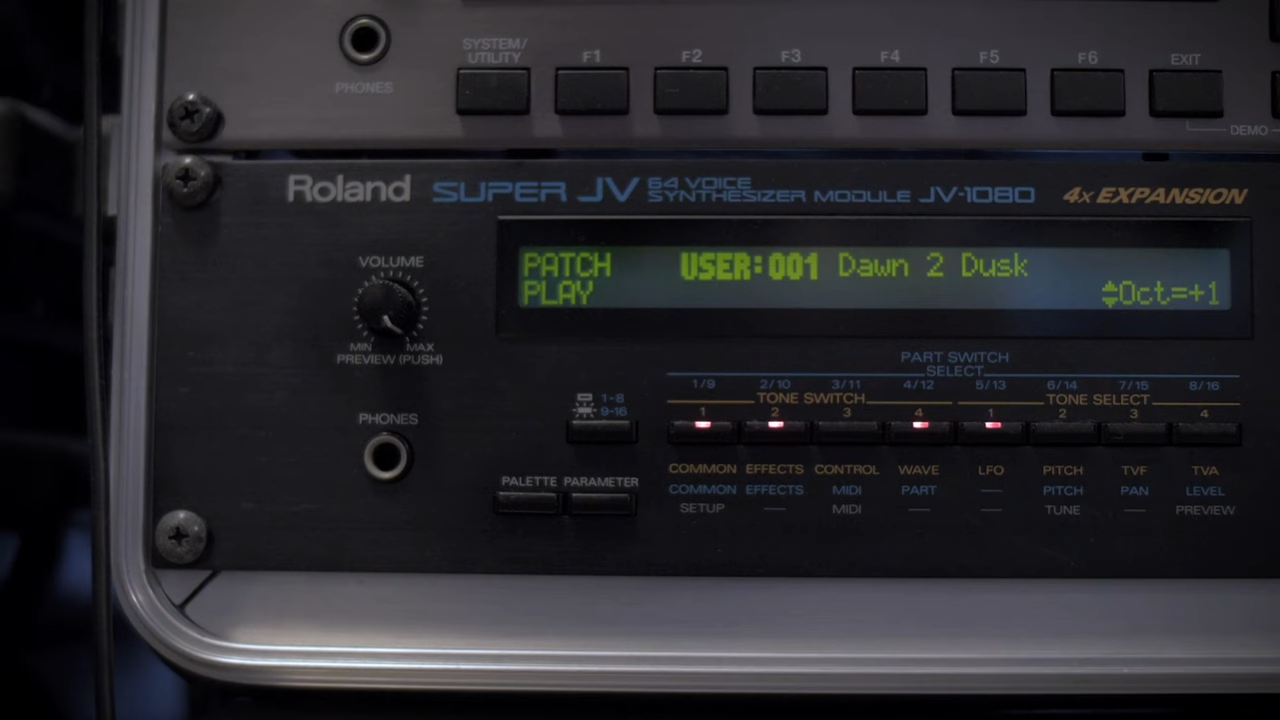 SYSTEM/
UTILITY
F1 F2 F3 F4 F5 F6 EXIT
PHONES
DEMO
Roland SUPER JV 64 VOICE SYNTHESIZER MODULE JV-1080 4x EXPANSION
PATCH USER:001 Dawn 2 Dusk
PLAY Oct=+1
VOLUME
MIN MAX
PREVIEW (PUSH)
PHONES
PART SWITCH
SELECT
1/9 2/10 3/11 4/12 5/13 6/14 7/15 8/16
TONE SWITCH TONE SELECT
1-8
9-16
1 2 3 4 1 2 3 4
PALETTE PARAMETER
COMMON EFFECTS CONTROL WAVE LFO PITCH TVF TVA
COMMON EFFECTS MIDI PART — PITCH PAN LEVEL
SETUP — MIDI — — TUNE — PREVIEW